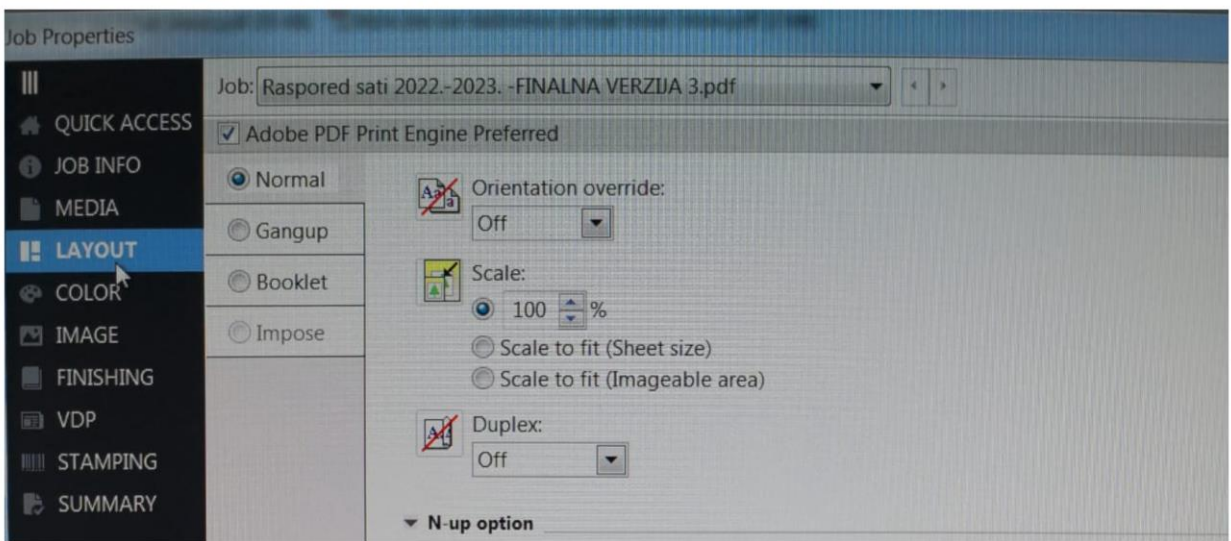 Job Properties
Job: Raspored sati 2022.-2023. -FINALNA VERZIJA 3.pdf
QUICK ACCESS
Adobe PDF Print Engine Preferred
JOB INFO
MEDIA
LAYOUT
COLOR
IMAGE
FINISHING
VDP
STAMPING
SUMMARY
Normal
Gangup
Booklet
Impose
Orientation override:
Off
Scale:
100 %
Scale to fit (Sheet size)
Scale to fit (Imageable area)
Duplex:
Off
N-up option